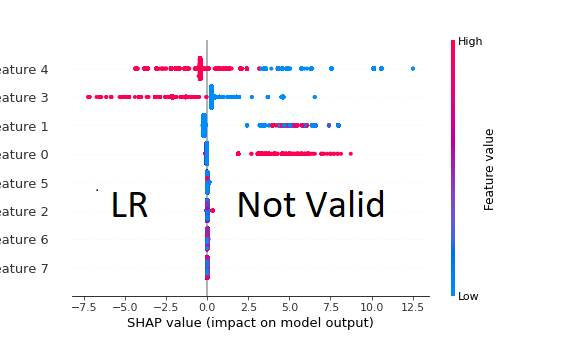 High
eature 4
eature 3
eature 1
eature 0
eature 5
LR Not Valid
eature 2
eature 6
eature 7
Feature value
Low
−7.5 −5.0 −2.5 0.0 2.5 5.0 7.5 10.0 12.5
SHAP value (impact on model output)